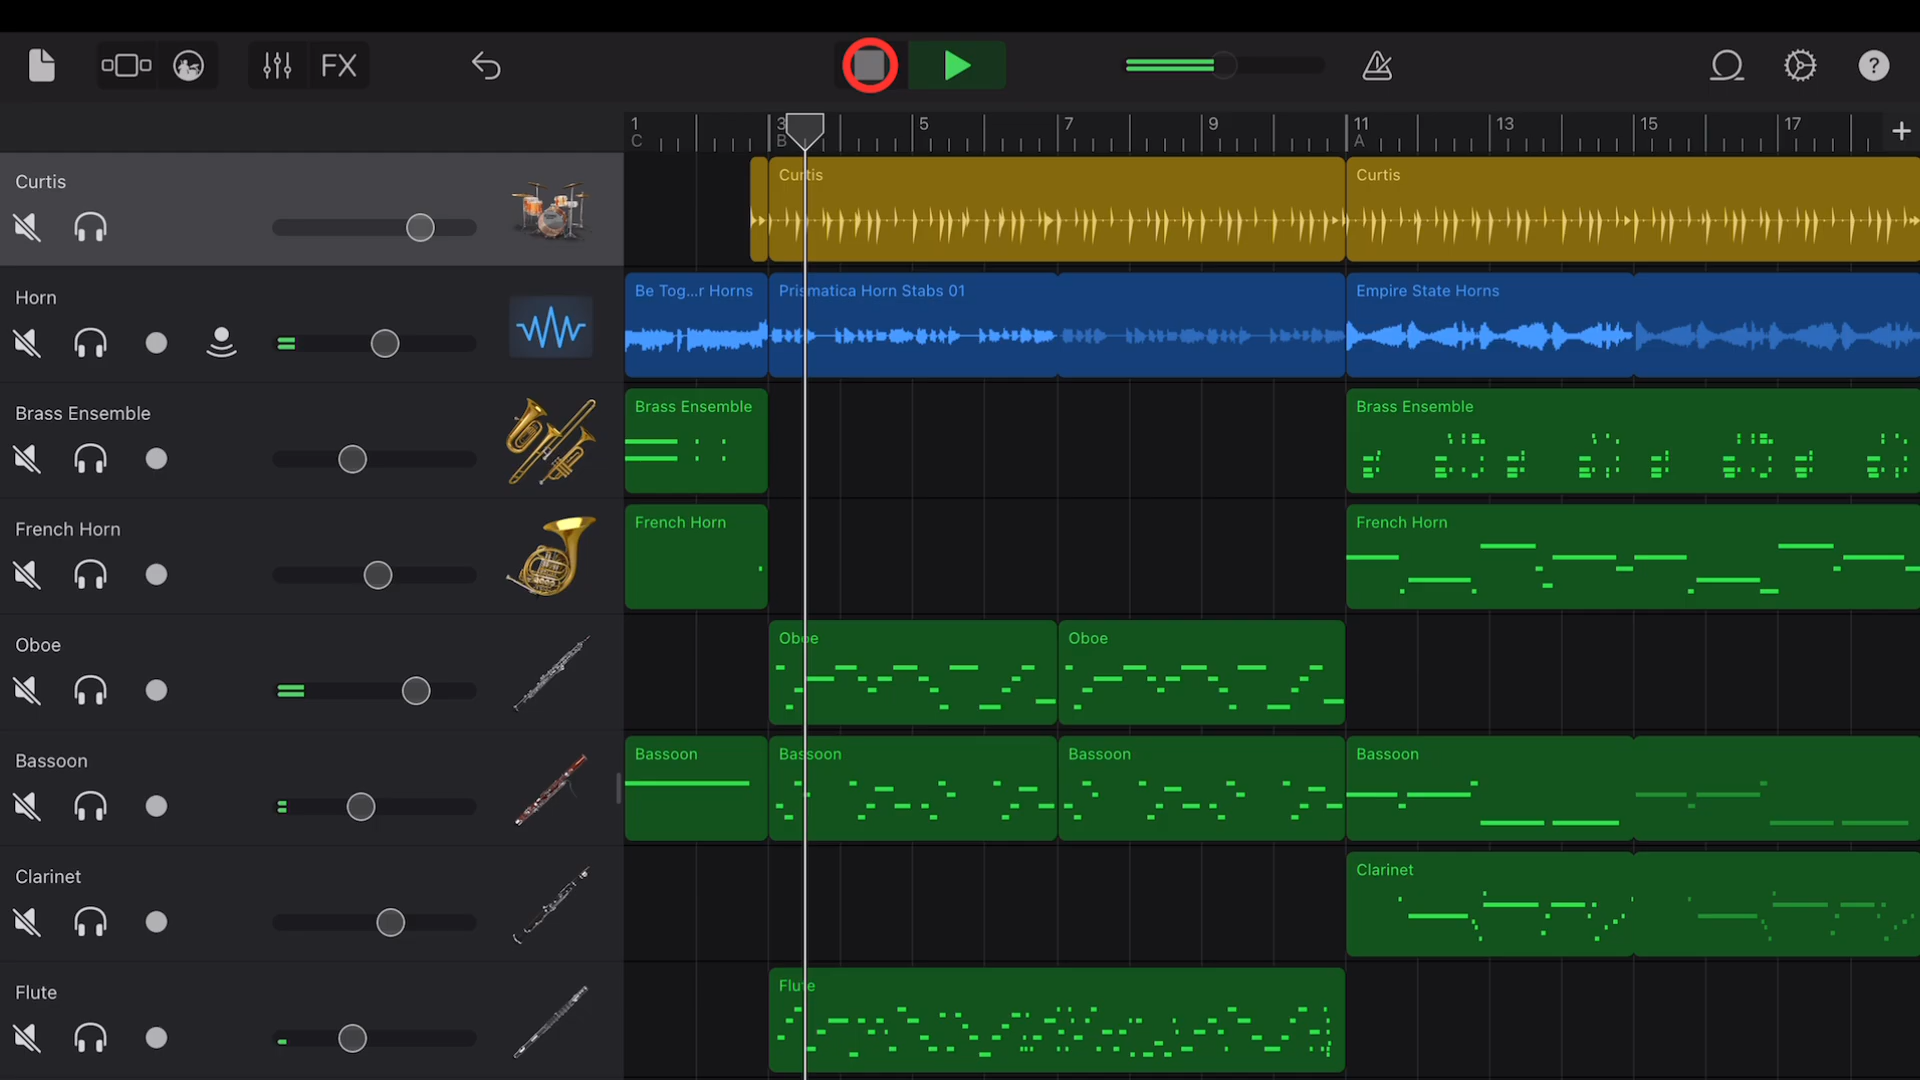 FX
?
1 3 5 7 9 11 13 15 17 +
C B A
Curtis
Curtis
Curtis
Horn
Be Tog...r Horns
Prismatica Horn Stabs 01
Empire State Horns
Brass Ensemble
Brass Ensemble
Brass Ensemble
French Horn
French Horn
French Horn
Oboe
Oboe
Oboe
Bassoon
Bassoon
Bassoon
Bassoon
Bassoon
Clarinet
Clarinet
Flute
Flute